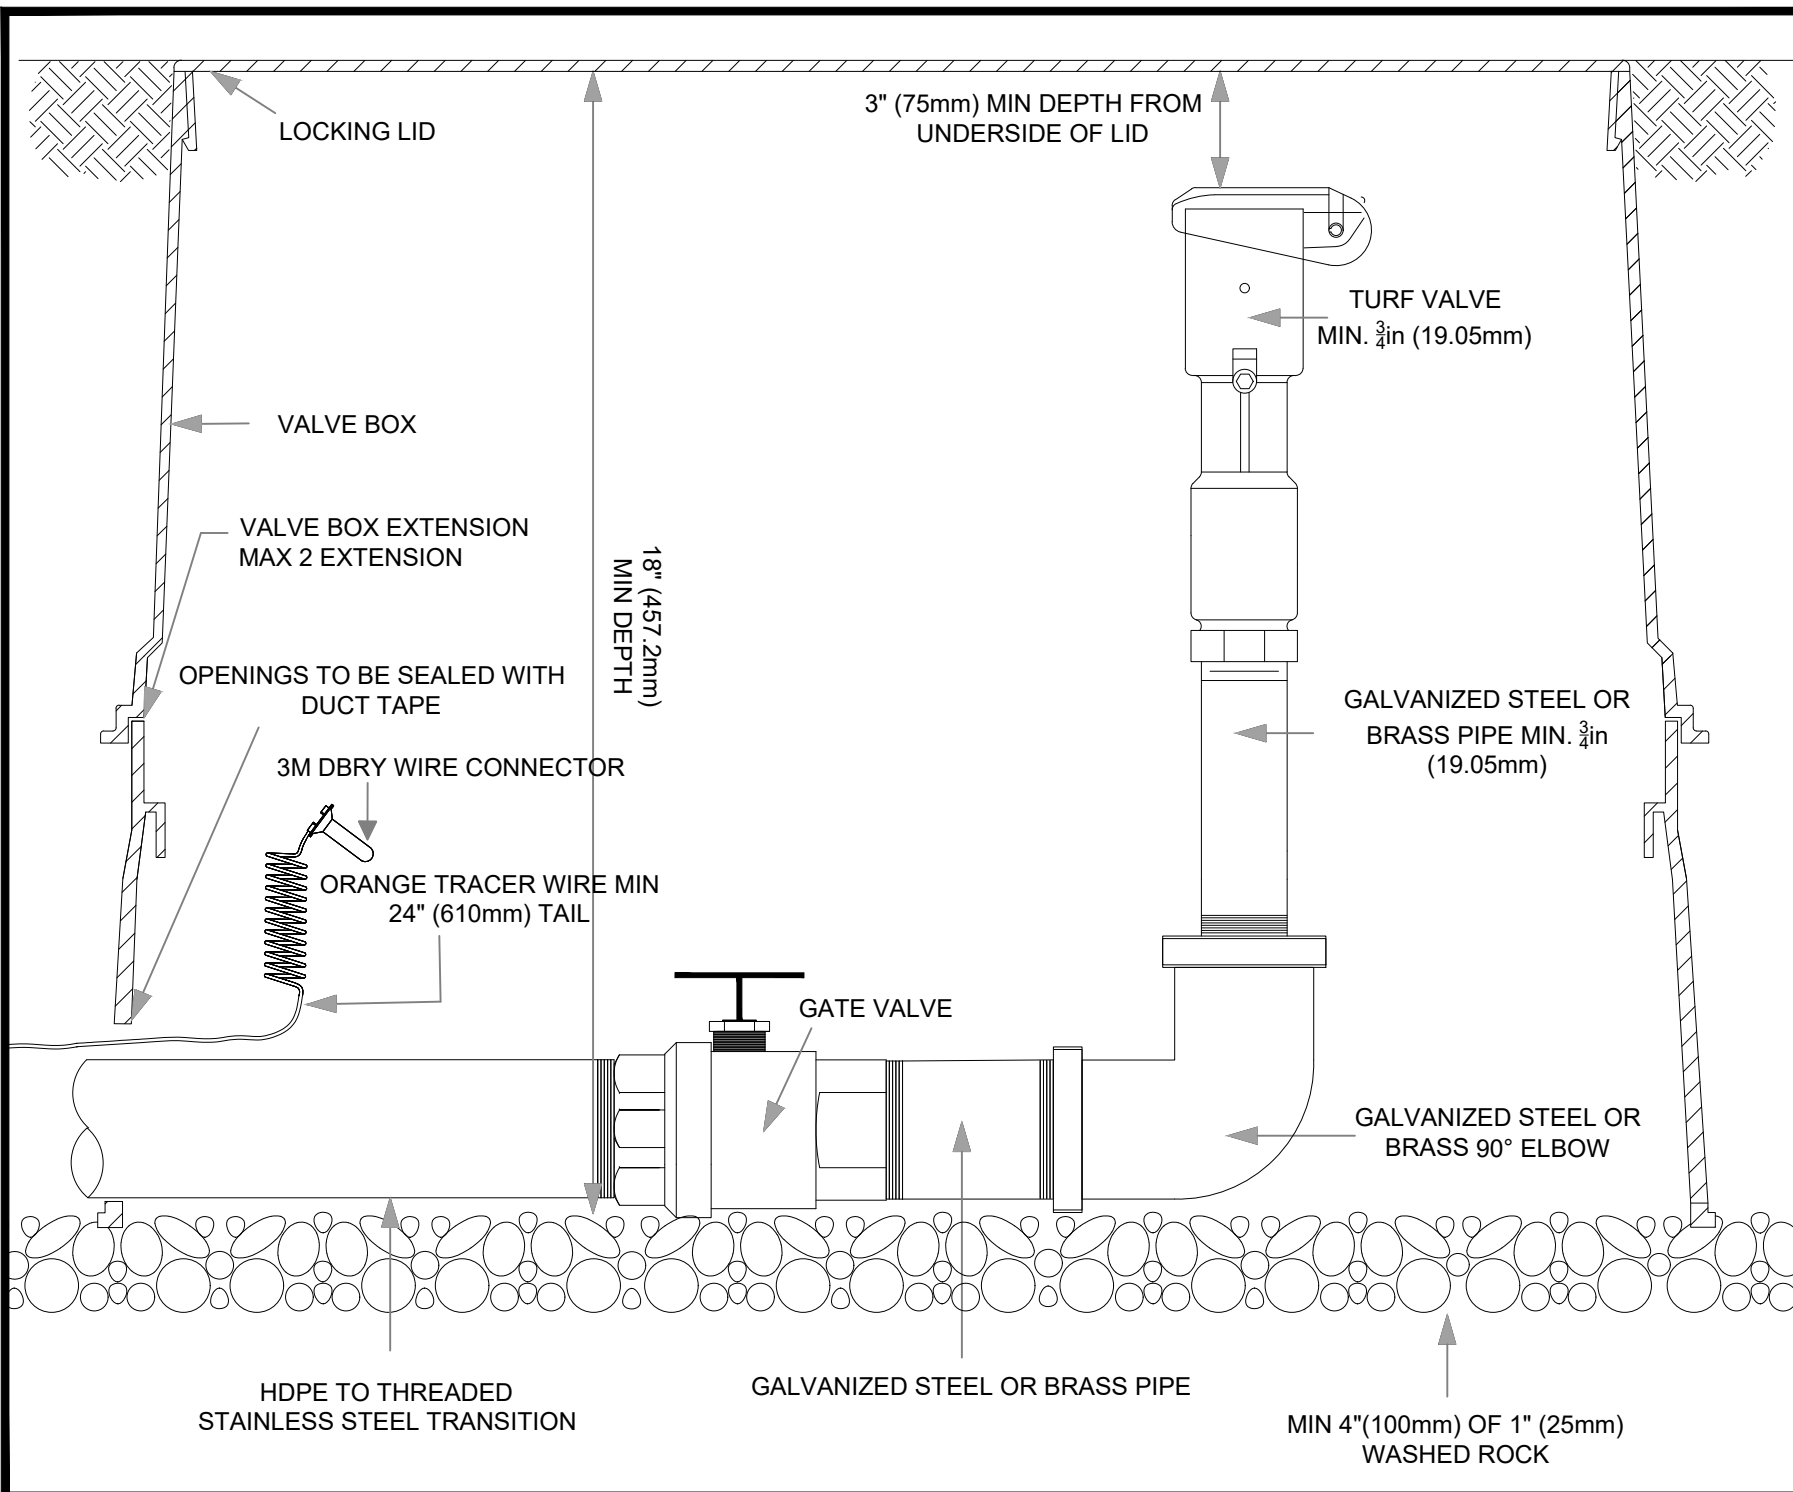 3" (75mm) MIN DEPTH FROM
UNDERSIDE OF LID
LOCKING LID
TURF VALVE
MIN. 3/4in (19.05mm)
VALVE BOX
VALVE BOX EXTENSION
MAX 2 EXTENSION
18" (457.2mm)
MIN DEPTH
OPENINGS TO BE SEALED WITH
DUCT TAPE
GALVANIZED STEEL OR
BRASS PIPE MIN. 3/4in
(19.05mm)
3M DBRY WIRE CONNECTOR
ORANGE TRACER WIRE MIN
24" (610mm) TAIL
GATE VALVE
GALVANIZED STEEL OR
BRASS 90° ELBOW
HDPE TO THREADED
STAINLESS STEEL TRANSITION
GALVANIZED STEEL OR BRASS PIPE
MIN 4"(100mm) OF 1" (25mm)
WASHED ROCK